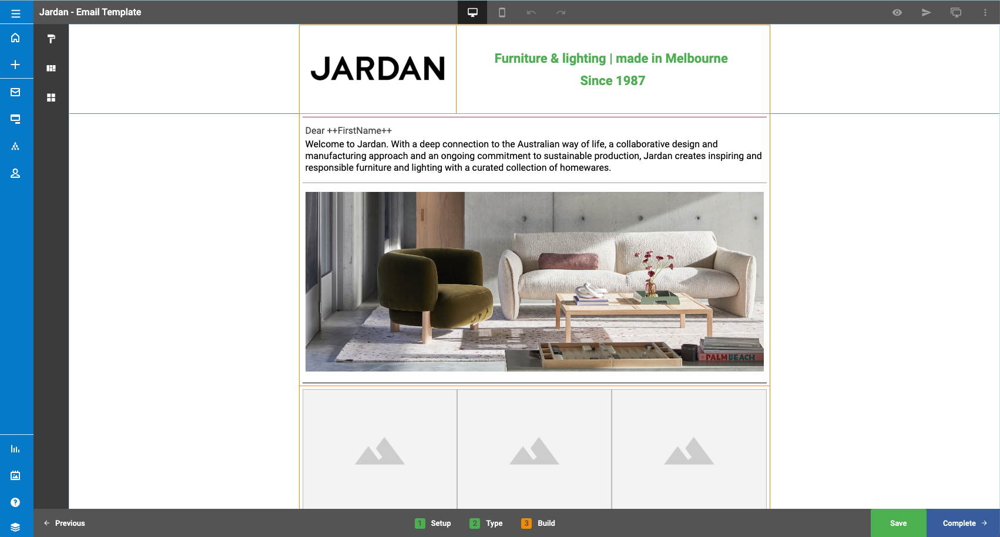 Jardan - Email Template
JARDAN
Furniture & lighting | made in Melbourne
Since 1987
Dear ++FirstName++
Welcome to Jardan. With a deep connection to the Australian way of life, a collaborative design and
manufacturing approach and an ongoing commitment to sustainable production, Jardan creates inspiring and
responsible furniture and lighting with a curated collection of homewares.
PALM BEACH
Previous
1 Setup
2 Type
3 Build
Save
Complete